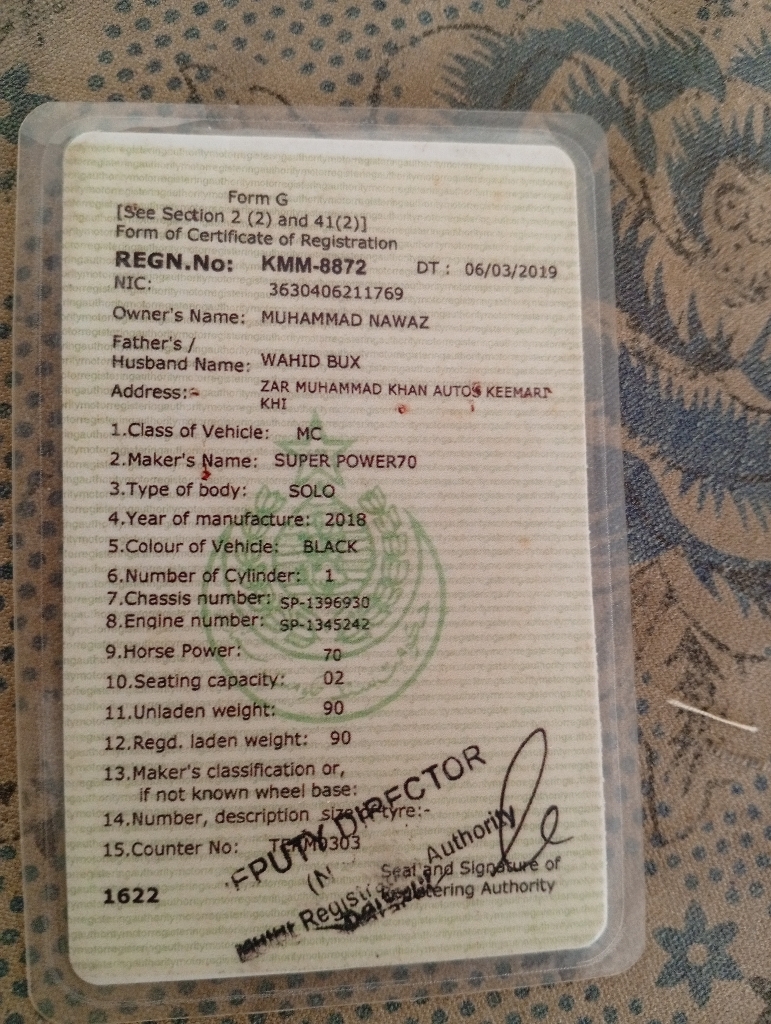 Form G
[See Section 2 (2) and 41(2)]
Form of Certificate of Registration
REGN.No: KMM-8872 DT : 06/03/2019
NIC: 3630406211769
Owner's Name: MUHAMMAD NAWAZ
Father's /
Husband Name: WAHID BUX
Address:- ZAR MUHAMMAD KHAN AUTOS KEEMARI
KHI
1.Class of Vehicle: MC
2.Maker's Name: SUPER POWER70
3.Type of body: SOLO
4.Year of manufacture: 2018
5.Colour of Vehicle: BLACK
6.Number of Cylinder: 1
7.Chassis number: SP-1396930
8.Engine number: SP-1345242
9.Horse Power: 70
10.Seating capacity: 02
11.Unladen weight: 90
12.Regd. laden weight: 90
13.Maker's classification or,
if not known wheel base:
14.Number, description size tyre:-
15.Counter No:
EPUTY DIRECTOR
Authority
Seal and Signature of
Registering Authority
1622